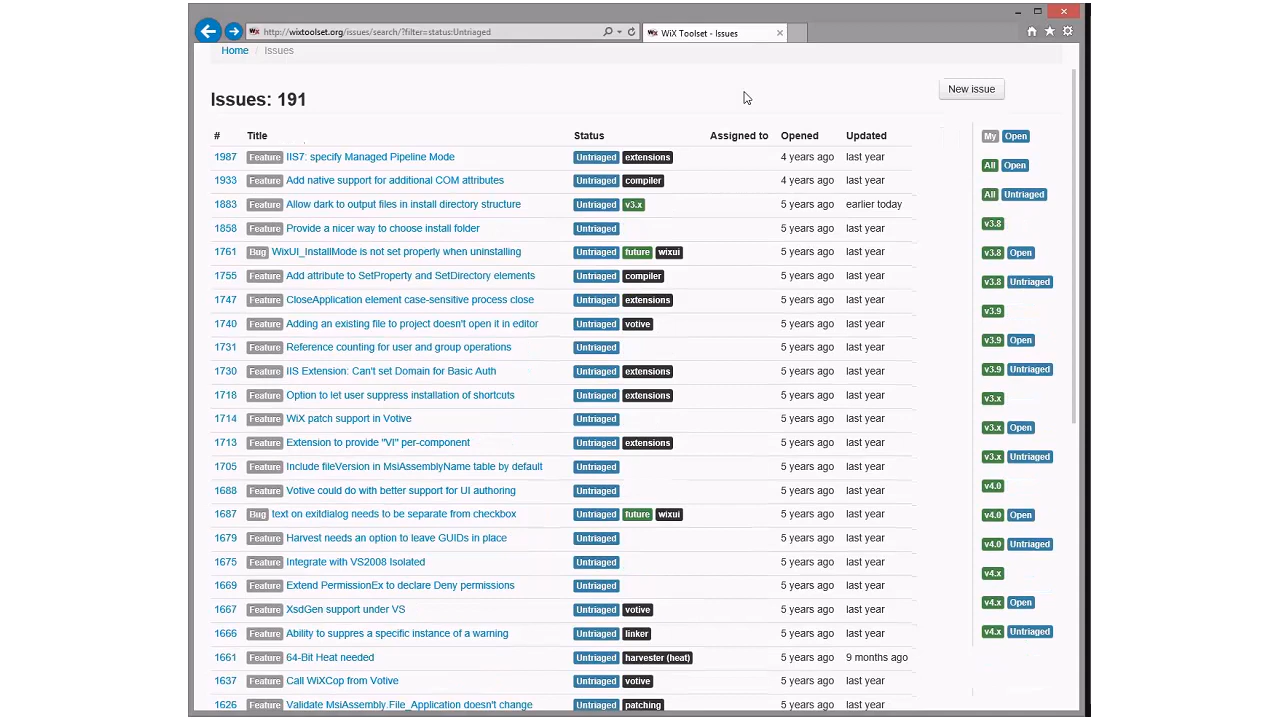 http://wixtoolset.org/issues/search/?filter=status:Untriaged
WiX Toolset - Issues
Home / Issues
Issues: 191
New issue
# Title Status Assigned to Opened Updated
1987 Feature IIS7: specify Managed Pipeline Mode Untriaged extensions 4 years ago last year
1933 Feature Add native support for additional COM attributes Untriaged compiler 4 years ago last year
1883 Feature Allow dark to output files in install directory structure Untriaged v3.x 5 years ago earlier today
1858 Feature Provide a nicer way to choose install folder Untriaged 5 years ago last year
1761 Bug WixUI_InstallMode is not set properly when uninstalling Untriaged future wixui 5 years ago last year
1755 Feature Add attribute to SetProperty and SetDirectory elements Untriaged compiler 5 years ago last year
1747 Feature CloseApplication element case-sensitive process close Untriaged extensions 5 years ago last year
1740 Feature Adding an existing file to project doesn't open it in editor Untriaged votive 5 years ago last year
1731 Feature Reference counting for user and group operations Untriaged 5 years ago last year
1730 Feature IIS Extension: Can't set Domain for Basic Auth Untriaged extensions 5 years ago last year
1718 Feature Option to let user suppress installation of shortcuts Untriaged extensions 5 years ago last year
1714 Feature WiX patch support in Votive Untriaged 5 years ago last year
1713 Feature Extension to provide "VI" per-component Untriaged extensions 5 years ago last year
1705 Feature Include fileVersion in MsiAssemblyName table by default Untriaged 5 years ago last year
1688 Feature Votive could do with better support for UI authoring Untriaged 5 years ago last year
1687 Bug text on exitdialog needs to be separate from checkbox Untriaged future wixui 5 years ago last year
1679 Feature Harvest needs an option to leave GUIDs in place Untriaged 5 years ago last year
1675 Feature Integrate with VS2008 Isolated Untriaged 5 years ago last year
1669 Feature Extend PermissionEx to declare Deny permissions Untriaged 5 years ago last year
1667 Feature XsdGen support under VS Untriaged votive 5 years ago last year
1666 Feature Ability to suppres a specific instance of a warning Untriaged linker 5 years ago last year
1661 Feature 64-Bit Heat needed Untriaged harvester (heat) 5 years ago 9 months ago
1637 Feature Call WiXCop from Votive Untriaged votive 5 years ago last year
1626 Feature Validate MsiAssembly.File_Application doesn't change Untriaged patching 5 years ago last year
My Open
All Open
All Untriaged
v3.8
v3.8 Open
v3.8 Untriaged
v3.9
v3.9 Open
v3.9 Untriaged
v3.x
v3.x Open
v3.x Untriaged
v4.0
v4.0 Open
v4.0 Untriaged
v4.x
v4.x Open
v4.x Untriaged